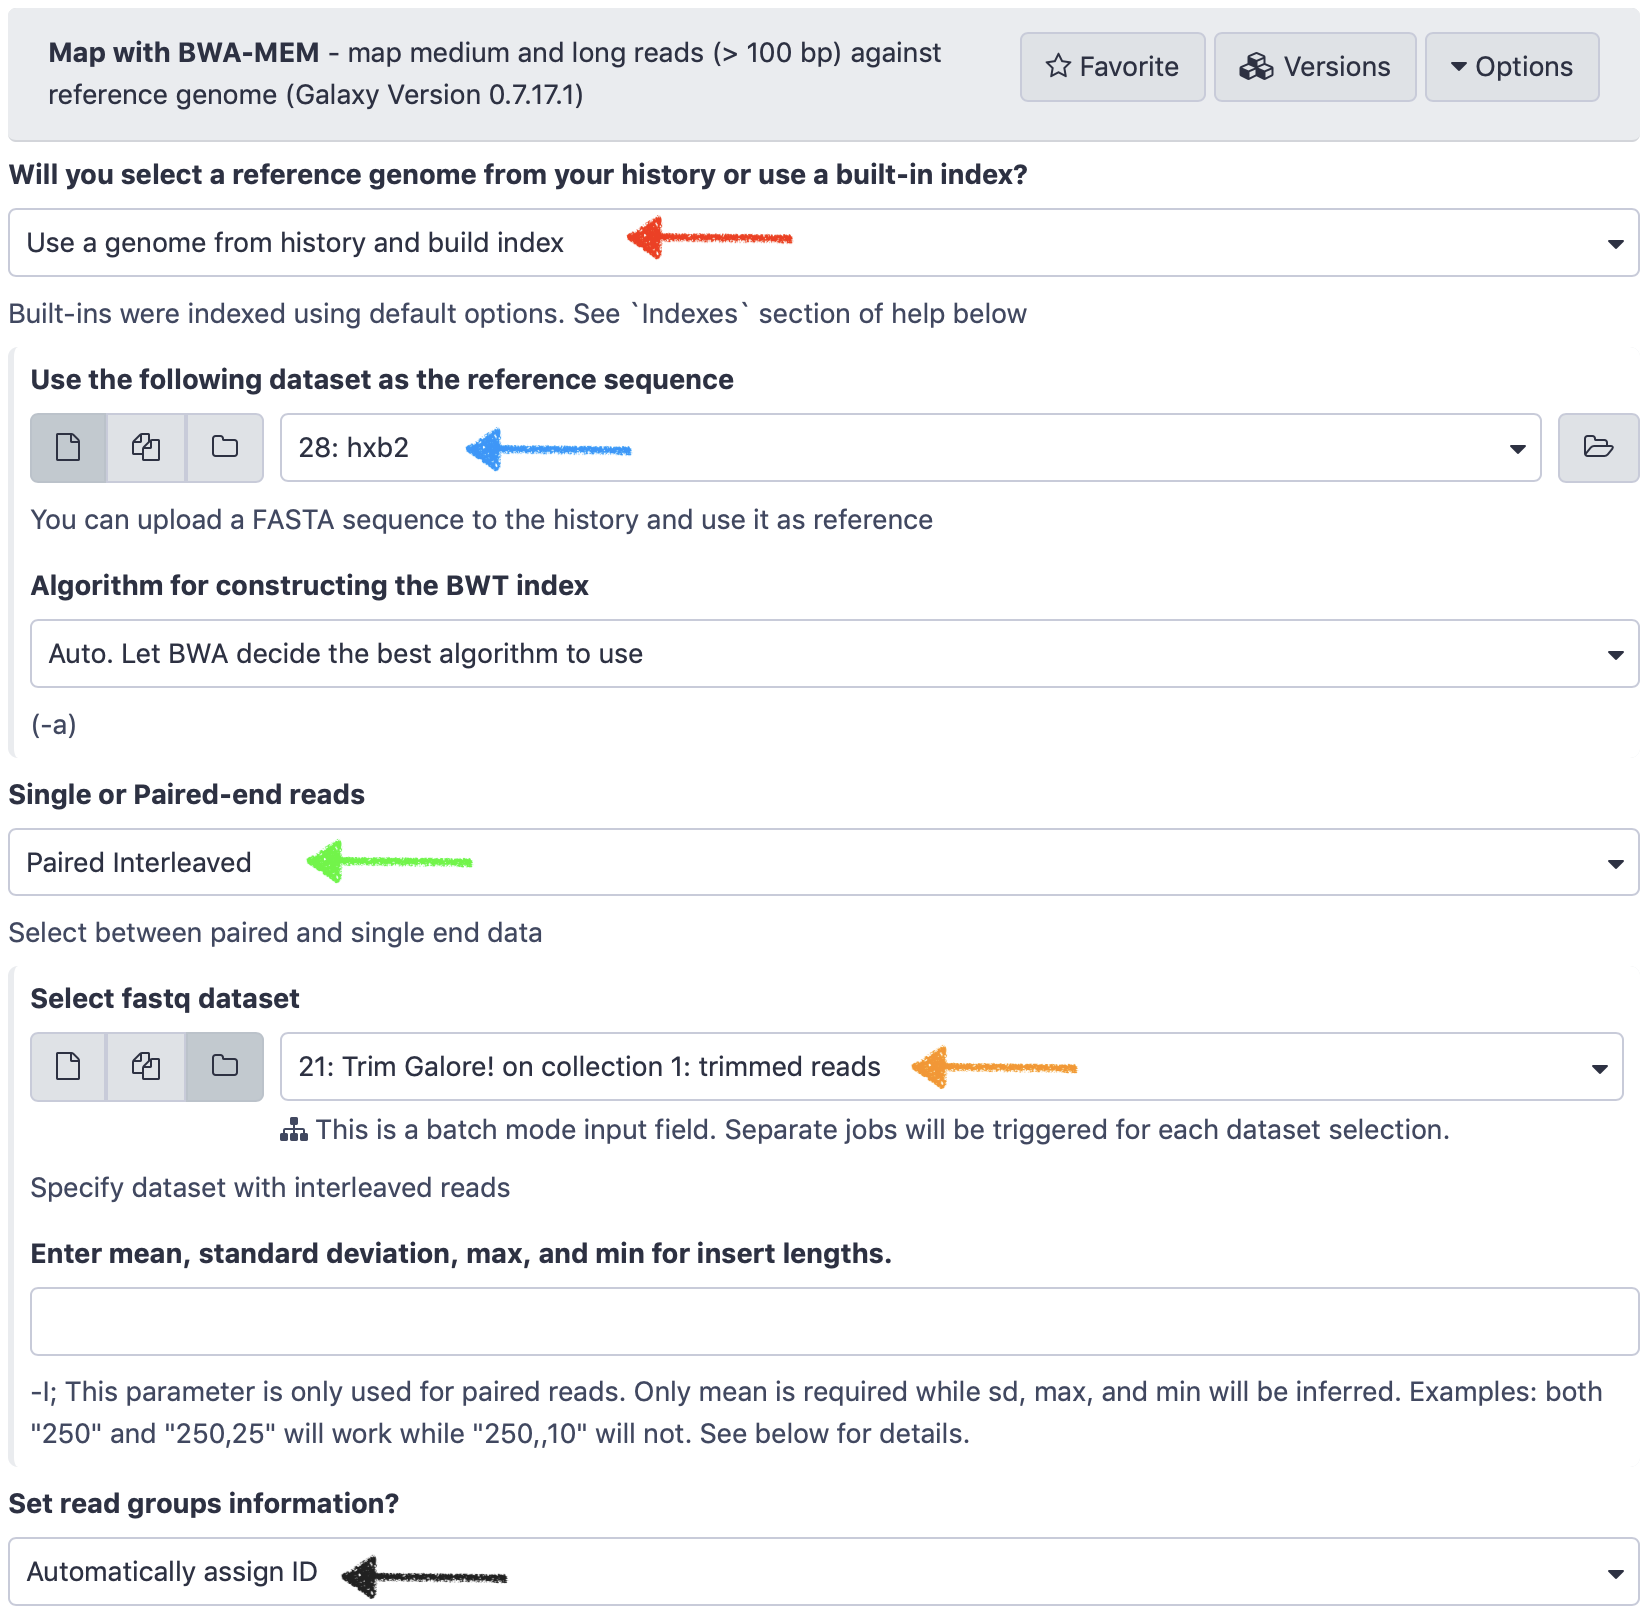 Map with BWA-MEM - map medium and long reads (> 100 bp) against
reference genome (Galaxy Version 0.7.17.1)
Favorite
Versions
Options
Will you select a reference genome from your history or use a built-in index?
Use a genome from history and build index
Built-ins were indexed using default options. See `Indexes` section of help below
Use the following dataset as the reference sequence
28: hxb2
You can upload a FASTA sequence to the history and use it as reference
Algorithm for constructing the BWT index
Auto. Let BWA decide the best algorithm to use
(-a)
Single or Paired-end reads
Paired Interleaved
Select between paired and single end data
Select fastq dataset
21: Trim Galore! on collection 1: trimmed reads
This is a batch mode input field. Separate jobs will be triggered for each dataset selection.
Specify dataset with interleaved reads
Enter mean, standard deviation, max, and min for insert lengths.
-I; This parameter is only used for paired reads. Only mean is required while sd, max, and min will be inferred. Examples: both
"250" and "250,25" will work while "250,,10" will not. See below for details.
Set read groups information?
Automatically assign ID